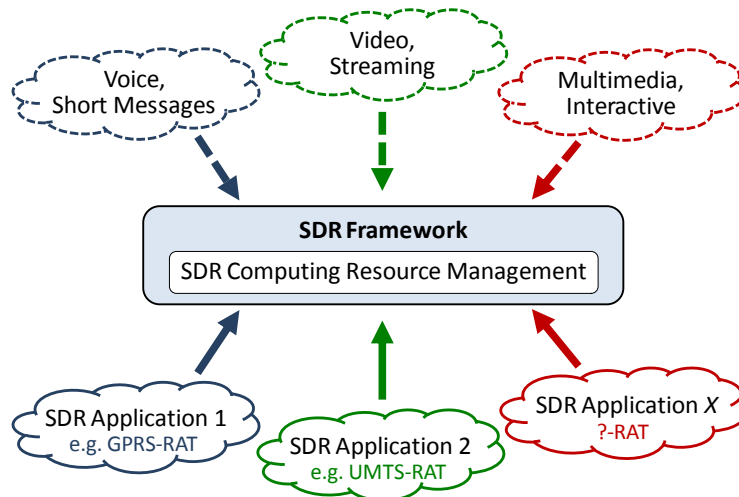 Voice,
Short Messages
Video,
Streaming
Multimedia,
Interactive
SDR Framework
SDR Computing Resource Management
SDR Application 1
e.g. GPRS-RAT
SDR Application 2
e.g. UMTS-RAT
SDR Application X
?-RAT